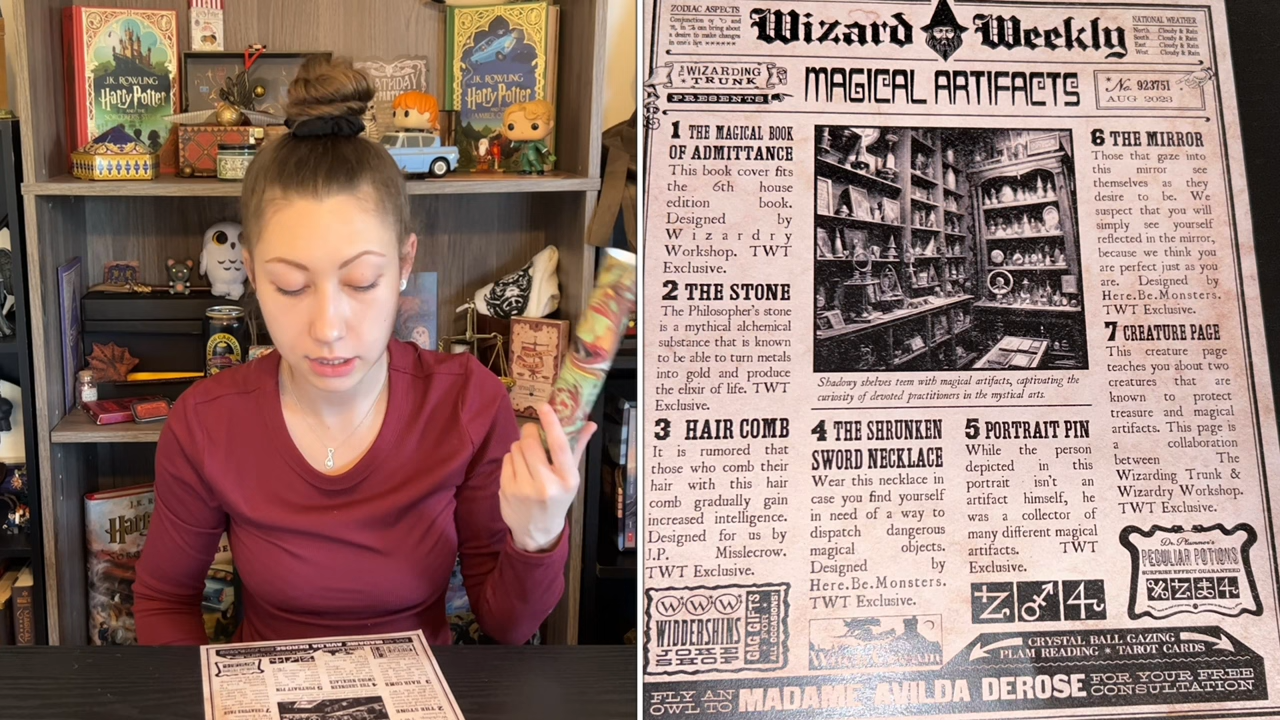 J.K. ROWLING
Harry Potter
J.K. ROWLING
Harry Potter
Harry
ZODIAC ASPECTS
Wizard Weekly
NATIONAL WEATHER
North Cloudy & Rain
South Cloudy & Rain
East Cloudy & Rain
West Cloudy & Rain
The WIZARDING TRUNK
PRESENTS
MAGICAL ARTIFACTS
No. 923751
AUG 2023
1 THE MAGICAL BOOK
OF ADMITTANCE
This book cover fits
the 6th house
edition book.
Designed by
Wizardry
Workshop. TWT
Exclusive.
2 THE STONE
The Philosopher's stone
is a mythical alchemical
substance that is known
to be able to turn metals
into gold and produce
the elixir of life. TWT
Exclusive.
3 HAIR COMB
It is rumored that
those who comb their
hair with this hair
comb gradually gain
increased intelligence.
Designed for us by
J.P. Misslecrow.
TWT Exclusive.
Shadowy shelves teem with magical artifacts, captivating the
curiosity of devoted practitioners in the mystical arts.
4 THE SHRUNKEN
SWORD NECKLACE
Wear this necklace in
case you find yourself
in need of a way to
dispatch dangerous
magical objects.
Designed by
Here.Be.Monsters.
TWT Exclusive.
5 PORTRAIT PIN
While the person
depicted in this
portrait isn't an
artifact himself, he
was a collector of
many different magical
artifacts. TWT
Exclusive.
6 THE MIRROR
Those that gaze into
this mirror see
themselves as they
desire to be. We
suspect that you will
simply see yourself
reflected in the mirror,
because we think you
are perfect just as you
are. Designed by
Here.Be.Monsters.
TWT Exclusive.
7 CREATURE PAGE
This creature page
teaches you about two
creatures that are
known to protect
treasure and magical
artifacts. This page is
a collaboration
between The
Wizarding Trunk &
Wizardry Workshop.
TWT Exclusive.
WWW
WIDDERSHINS
JOKE
SHOP
GAG GIFTS
FOR
ALL OCCASIONS!
Dr. Plummer's
PECULIAR POTIONS
SURPRISE EFFECT GUARANTEED
CRYSTAL BALL GAZING
PLAM READING * TAROT CARDS
FLY AN
OWL TO
MADAME AVILDA DEROSE
FOR YOUR FREE
CONSULTATION